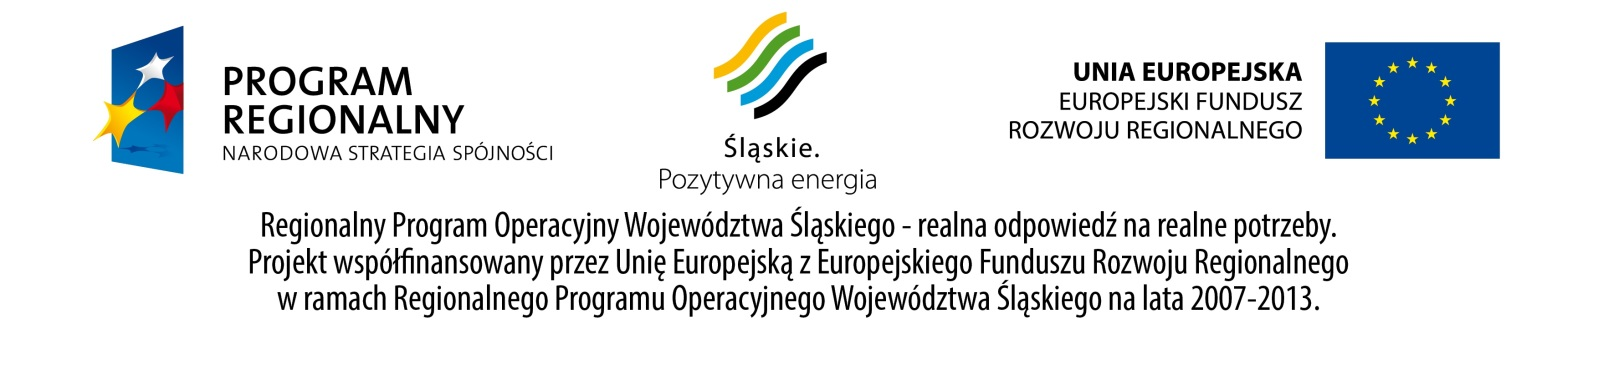 PROGRAM
REGIONALNY
NARODOWA STRATEGIA SPÓJNOŚCI
Śląskie.
Pozytywna energia
UNIA EUROPEJSKA
EUROPEJSKI FUNDUSZ
ROZWOJU REGIONALNEGO
Regionalny Program Operacyjny Województwa Śląskiego - realna odpowiedź na realne potrzeby.
Projekt współfinansowany przez Unię Europejską z Europejskiego Funduszu Rozwoju Regionalnego
w ramach Regionalnego Programu Operacyjnego Województwa Śląskiego na lata 2007-2013.